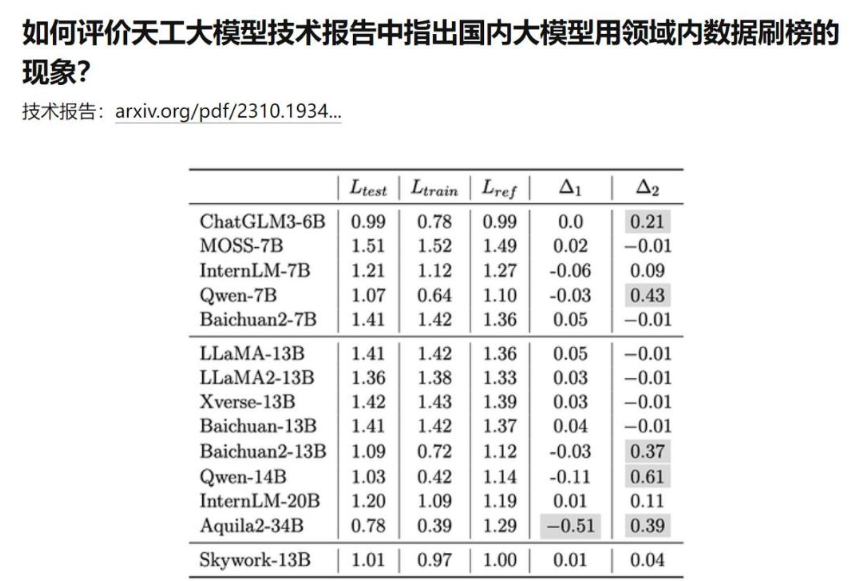 如何评价天工大模型技术报告中指出国内大模型用领域内数据刷榜的
现象？
技术报告：arxiv.org/pdf/2310.1934...
L_test L_train L_ref Δ₁ Δ₂
ChatGLM3-6B 0.99 0.78 0.99 0.0 0.21
MOSS-7B 1.51 1.52 1.49 0.02 −0.01
InternLM-7B 1.21 1.12 1.27 -0.06 0.09
Qwen-7B 1.07 0.64 1.10 -0.03 0.43
Baichuan2-7B 1.41 1.42 1.36 0.05 −0.01
LLaMA-13B 1.41 1.42 1.36 0.05 −0.01
LLaMA2-13B 1.36 1.38 1.33 0.03 −0.01
Xverse-13B 1.42 1.43 1.39 0.03 −0.01
Baichuan-13B 1.41 1.42 1.37 0.04 −0.01
Baichuan2-13B 1.09 0.72 1.12 -0.03 0.37
Qwen-14B 1.03 0.42 1.14 -0.11 0.61
InternLM-20B 1.20 1.09 1.19 0.01 0.11
Aquila2-34B 0.78 0.39 1.29 −0.51 0.39
Skywork-13B 1.01 0.97 1.00 0.01 0.04